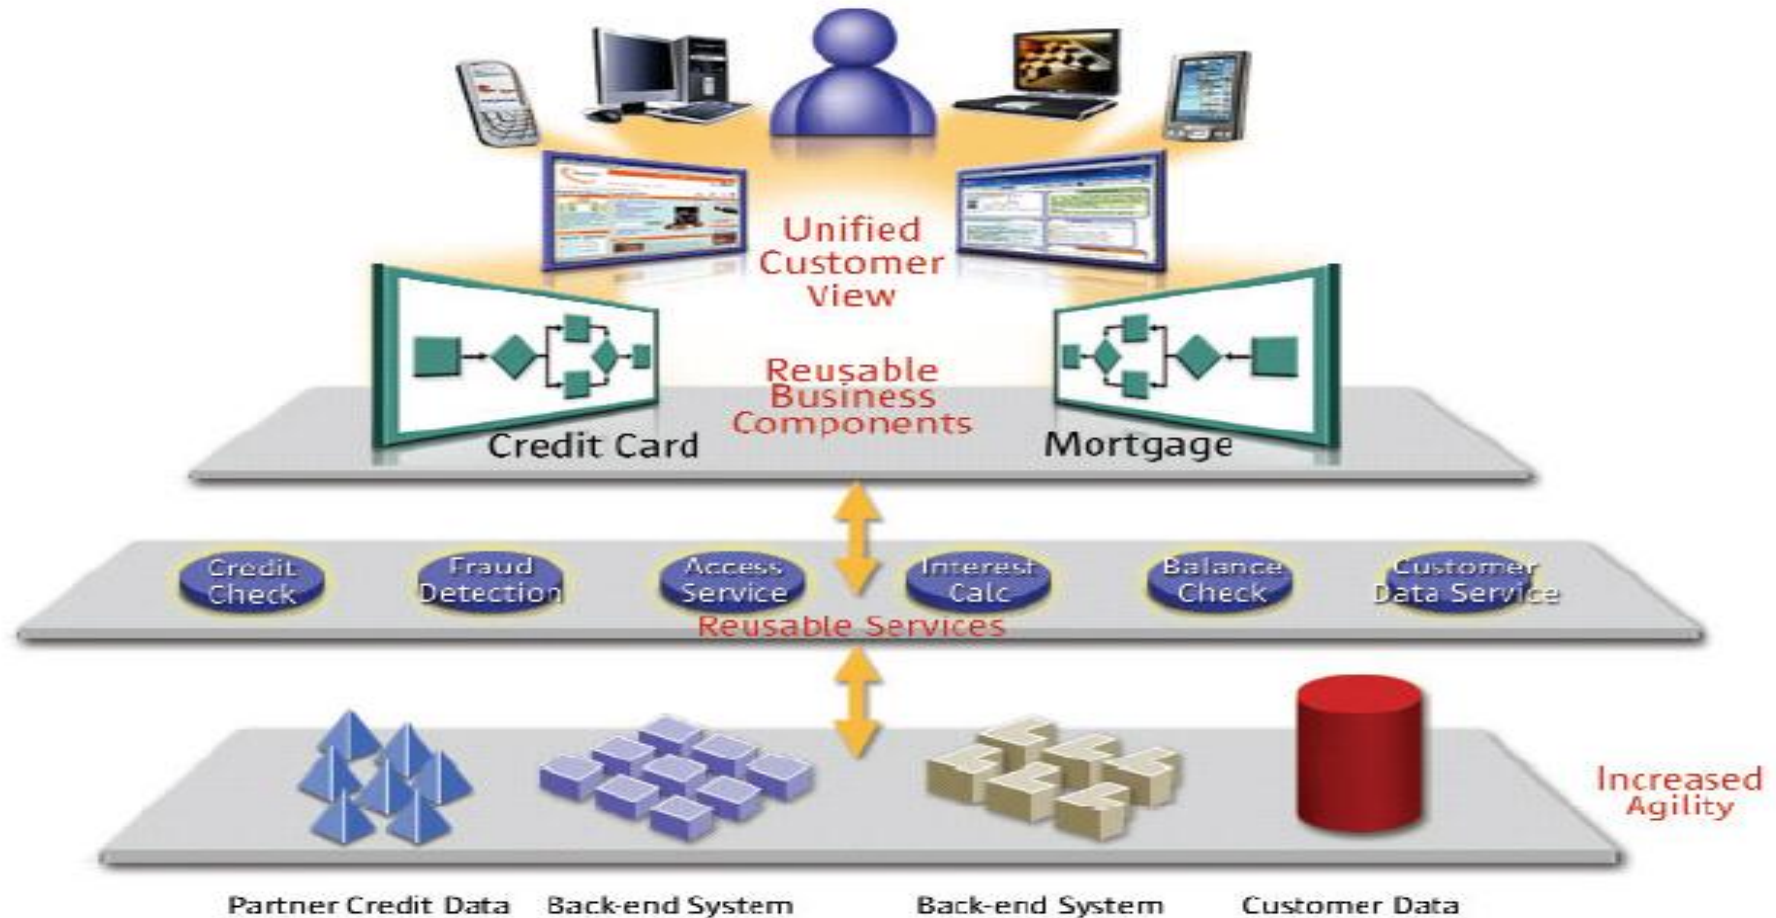 Unified
Customer
View
Reusable
Business
Components
Credit Card
Mortgage
Credit
Check
Fraud
Detection
Access
Service
Interest
Calc
Balance
Check
Customer
Data Service
Reusable Services
Increased
Agility
Partner Credit Data
Back-end System
Back-end System
Customer Data